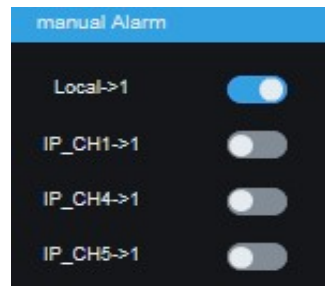 manual Alarm
Local->1
IP_CH1->1
IP_CH4->1
IP_CH5->1